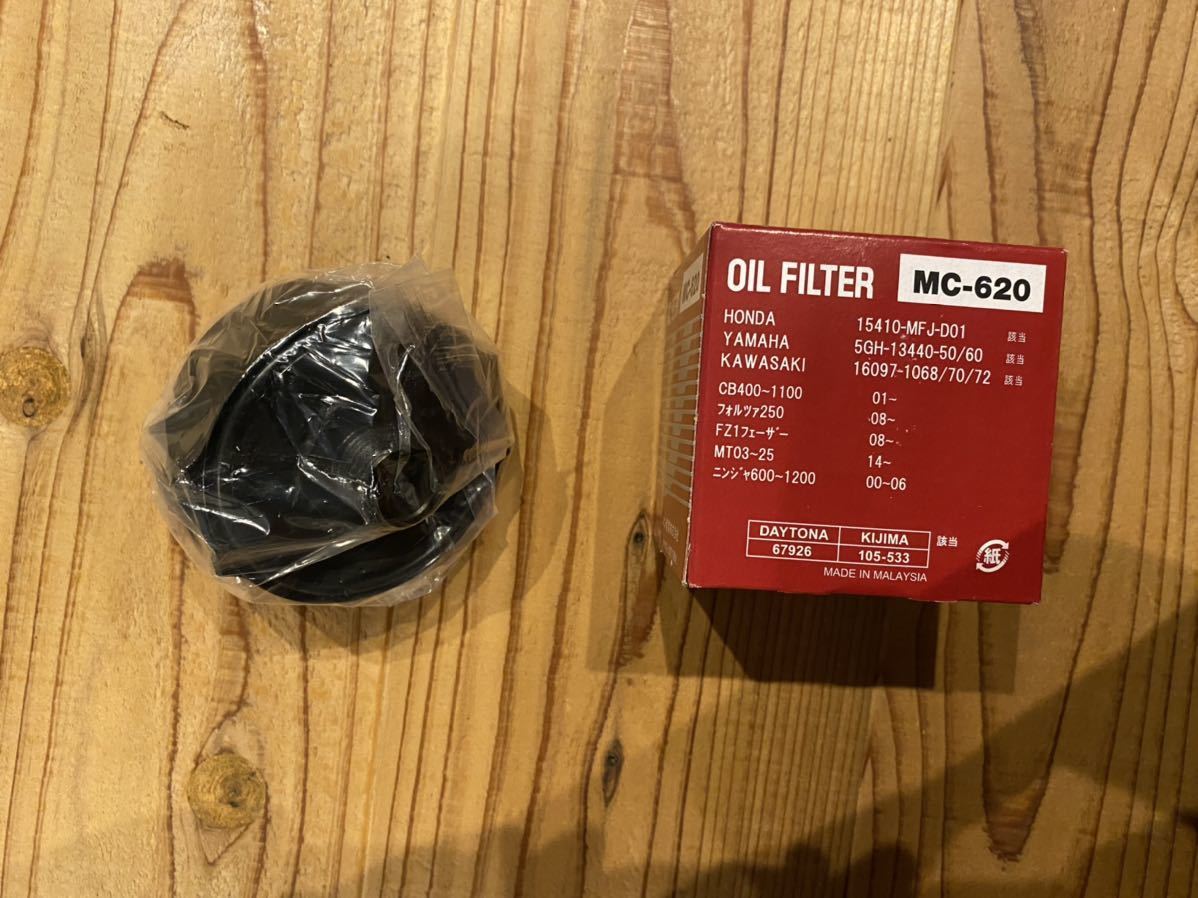 OIL FILTER MC-620
HONDA 15410-MFJ-D01 該当
YAMAHA 5GH-13440-50/60 該当
KAWASAKI 16097-1068/70/72 該当
CB400~1100 01~
フォルツァ250 08~
FZ1フェーザー 08~
MT03~25 14~
ニンジャ600~1200 00~06
DAYTONA KIJIMA 該当
67926 105-533
MADE IN MALAYSIA
紙
MC-620